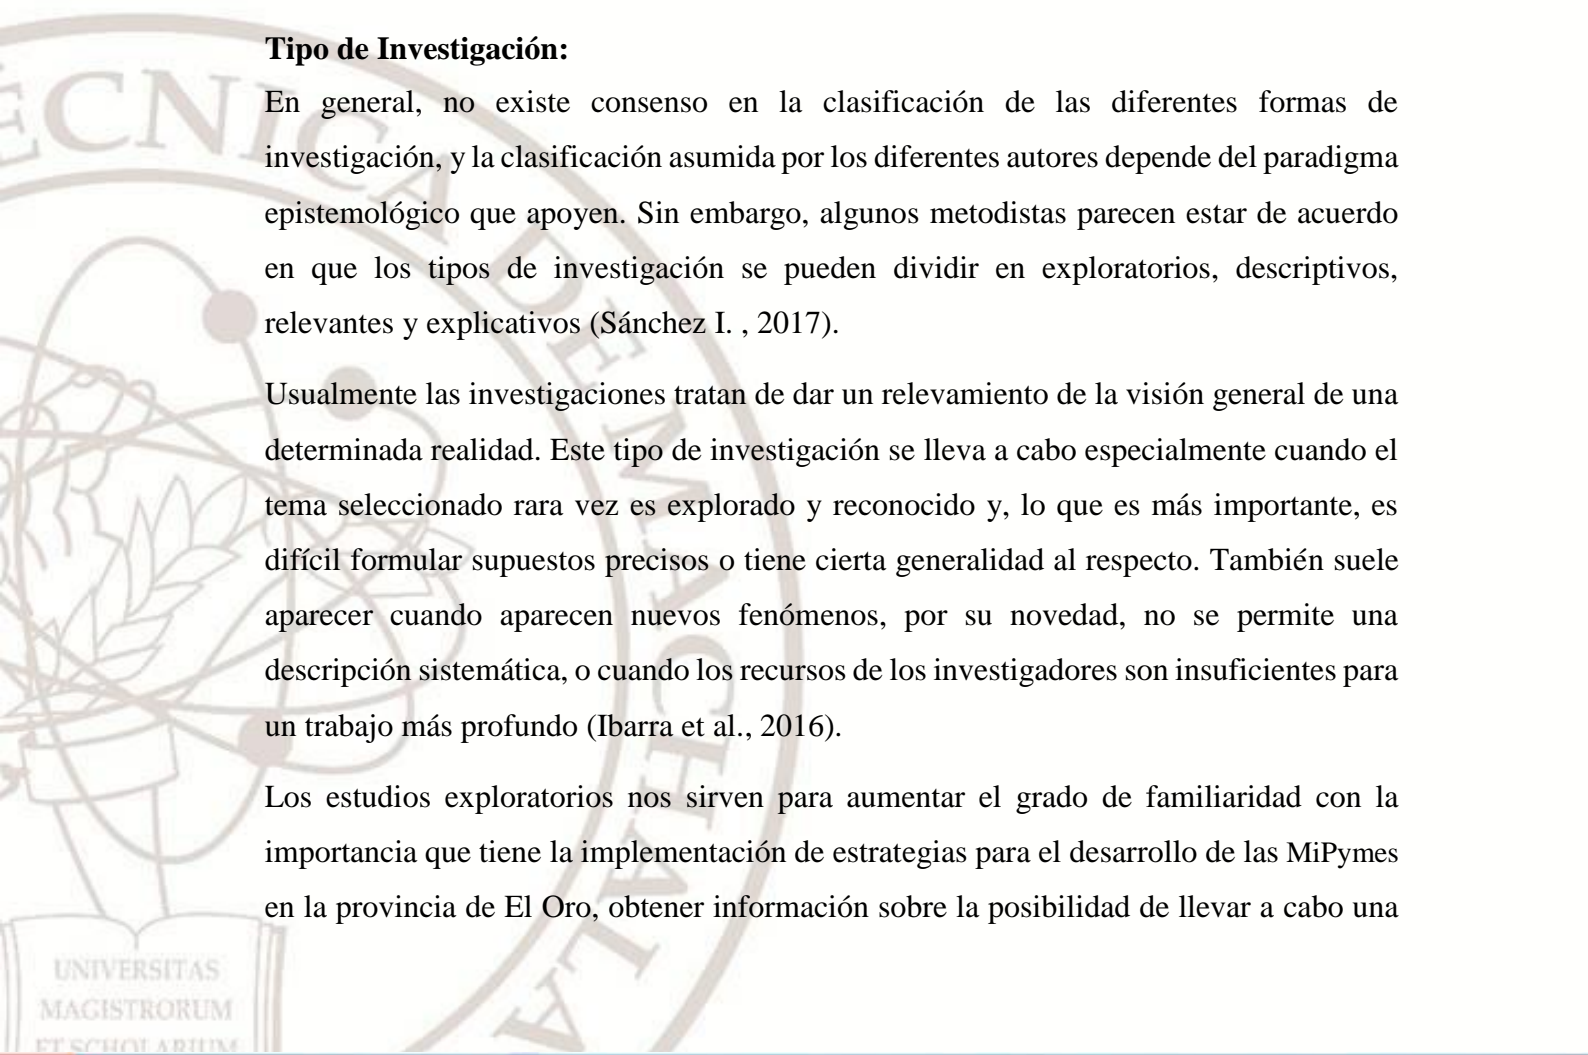 Tipo de Investigación:
En general, no existe consenso en la clasificación de las diferentes formas de
investigación, y la clasificación asumida por los diferentes autores depende del paradigma
epistemológico que apoyen. Sin embargo, algunos metodistas parecen estar de acuerdo
en que los tipos de investigación se pueden dividir en exploratorios, descriptivos,
relevantes y explicativos (Sánchez I. , 2017).
Usualmente las investigaciones tratan de dar un relevamiento de la visión general de una
determinada realidad. Este tipo de investigación se lleva a cabo especialmente cuando el
tema seleccionado rara vez es explorado y reconocido y, lo que es más importante, es
difícil formular supuestos precisos o tiene cierta generalidad al respecto. También suele
aparecer cuando aparecen nuevos fenómenos, por su novedad, no se permite una
descripción sistemática, o cuando los recursos de los investigadores son insuficientes para
un trabajo más profundo (Ibarra et al., 2016).
Los estudios exploratorios nos sirven para aumentar el grado de familiaridad con la
importancia que tiene la implementación de estrategias para el desarrollo de las MiPymes
en la provincia de El Oro, obtener información sobre la posibilidad de llevar a cabo una
ÉCNICA DE MACHALA
UNIVERSITAS
MAGISTRORUM
ET SCHOLARIUM